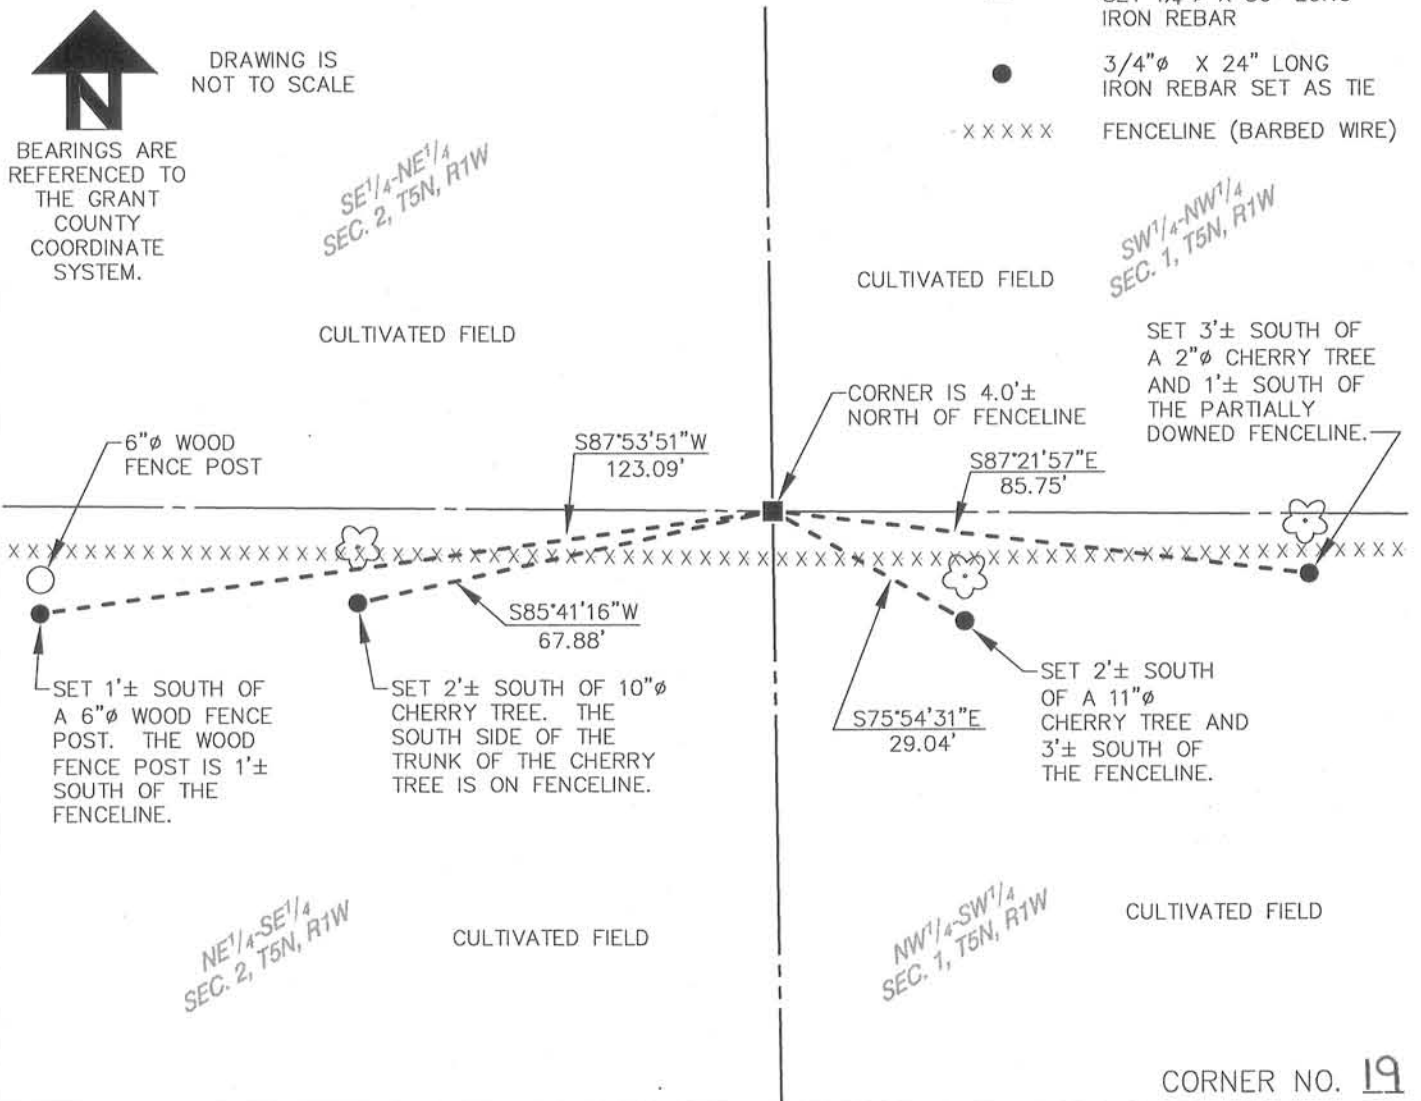 IRON REBAR
3/4"ø X 24" LONG
IRON REBAR SET AS TIE
X X X X X FENCELINE (BARBED WIRE)
N
DRAWING IS
NOT TO SCALE
BEARINGS ARE
REFERENCED TO
THE GRANT
COUNTY
COORDINATE
SYSTEM.
SE1/4-NE1/4
SEC. 2, T5N, R1W
SW1/4-NW1/4
SEC. 1, T5N, R1W
CULTIVATED FIELD
CULTIVATED FIELD
SET 3'± SOUTH OF
A 2"ø CHERRY TREE
AND 1'± SOUTH OF
THE PARTIALLY
DOWNED FENCELINE.
CORNER IS 4.0'±
NORTH OF FENCELINE
6"ø WOOD
FENCE POST
S87°53'51"W
123.09'
S87°21'57"E
85.75'
S85°41'16"W
67.88'
S75°54'31"E
29.04'
SET 1'± SOUTH OF
A 6"ø WOOD FENCE
POST. THE WOOD
FENCE POST IS 1'±
SOUTH OF THE
FENCELINE.
SET 2'± SOUTH OF 10"ø
CHERRY TREE. THE
SOUTH SIDE OF THE
TRUNK OF THE CHERRY
TREE IS ON FENCELINE.
SET 2'± SOUTH
OF A 11"ø
CHERRY TREE AND
3'± SOUTH OF
THE FENCELINE.
NE1/4-SE1/4
SEC. 2, T5N, R1W
CULTIVATED FIELD
NW1/4-SW1/4
SEC. 1, T5N, R1W
CULTIVATED FIELD
CORNER NO. 19